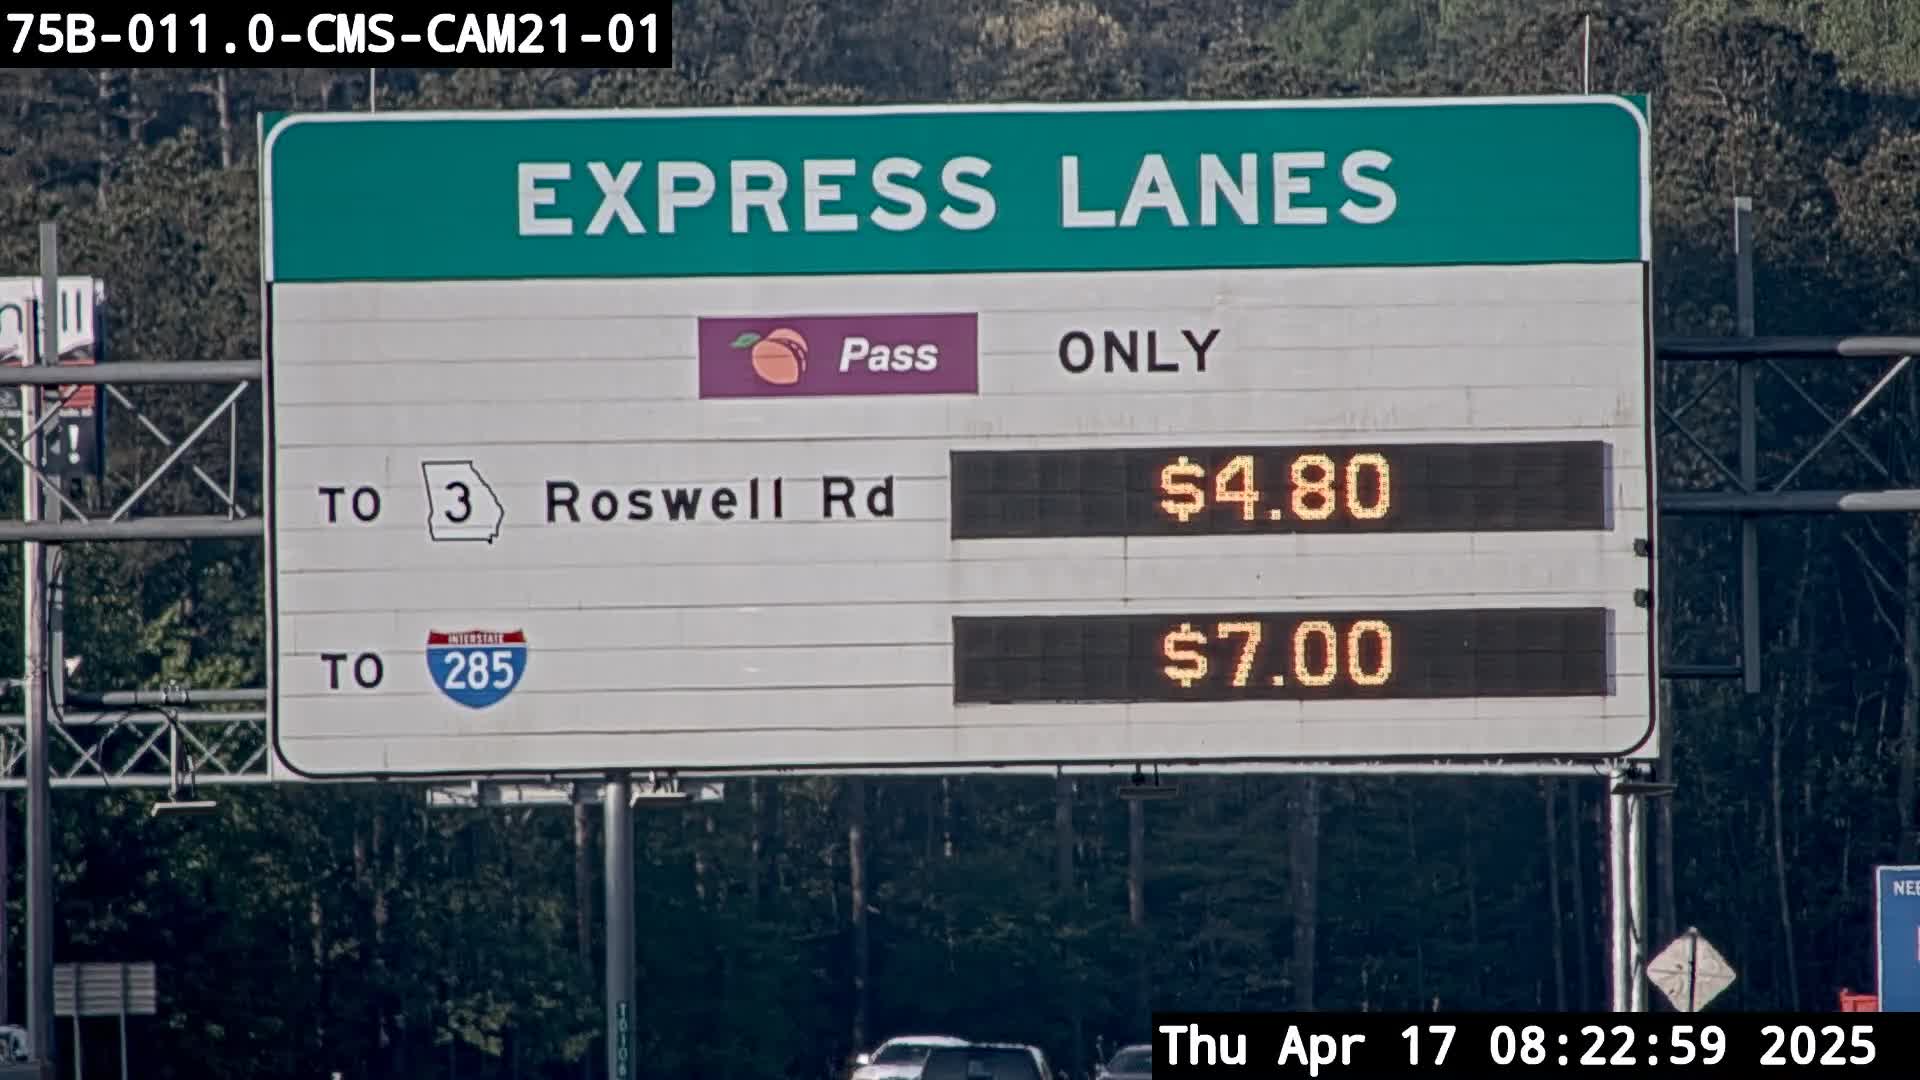 75B-011.0-CMS-CAM21-01
EXPRESS LANES
Pass ONLY
TO 3 Roswell Rd $4.80
TO INTERSTATE 285 $7.00
Thu Apr 17 08:22:59 2025